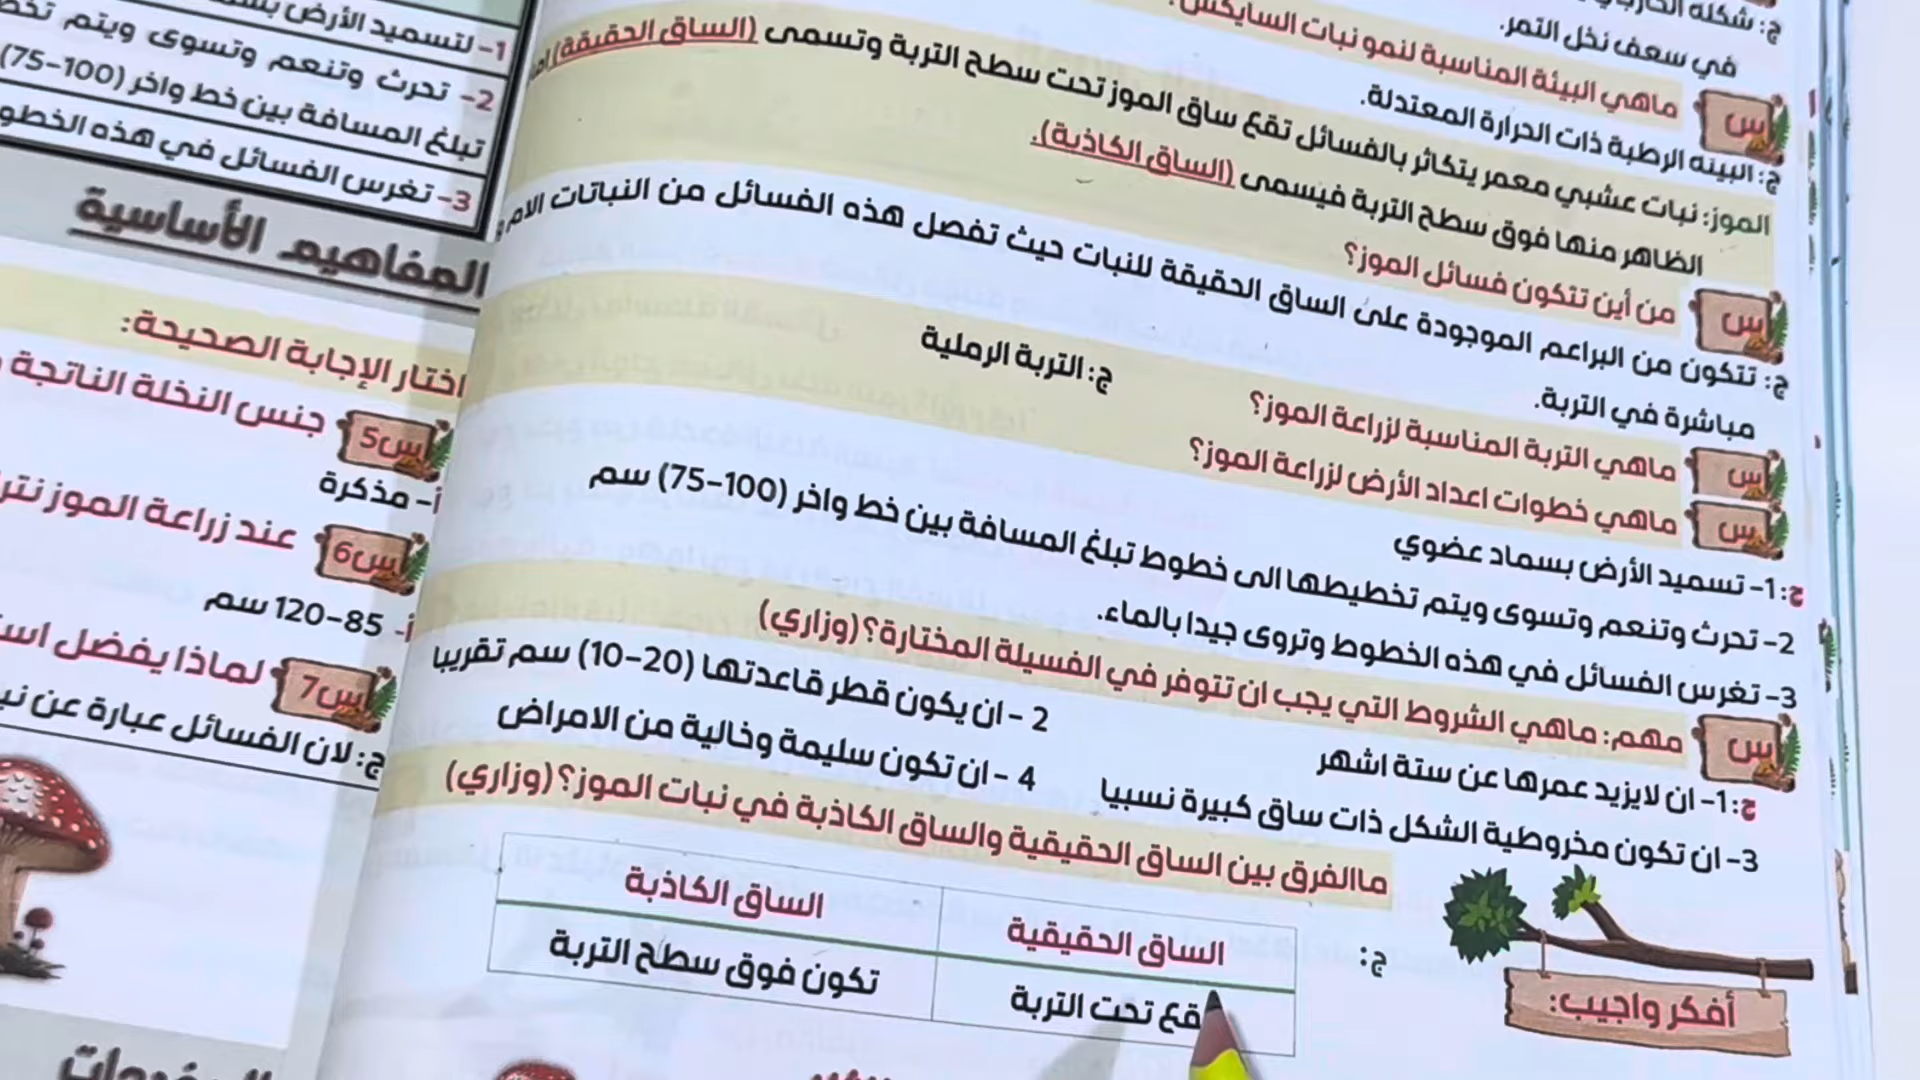 ج: شكله
في سعف نخل التمر.
س ماهي البيئة المناسبة لنمو نبات السايكس
ج: البيئه الرطبة ذات الحرارة المعتدلة.
الموز: نبات عشبي معمر يتكاثر بالفسائل تقع ساق الموز تحت سطح التربة وتسمى (الساق الحقيقة) اما
الظاهر منها فوق سطح التربة فيسمى (الساق الكاذبة).
س من أين تتكون فسائل الموز؟
ج: تتكون من البراعم الموجودة على الساق الحقيقة للنبات حيث تفصل هذه الفسائل من النباتات الام
مباشرة في التربة.
س ماهي التربة المناسبة لزراعة الموز؟ ج: التربة الرملية
س ماهي خطوات اعداد الأرض لزراعة الموز؟
ج: 1- تسميد الأرض بسماد عضوي
2- تحرث وتنعم وتسوى ويتم تخطيطها الى خطوط تبلغ المسافة بين خط واخر (100-75) سم
3- تغرس الفسائل في هذه الخطوط وتروى جيدا بالماء.
س مهم: ماهي الشروط التي يجب ان تتوفر في الفسيلة المختارة؟ (وزاري)
ج: 1- ان لايزيد عمرها عن ستة اشهر 2 - ان يكون قطر قاعدتها (20-10) سم تقريبا
3- ان تكون مخروطية الشكل ذات ساق كبيرة نسبيا 4 - ان تكون سليمة وخالية من الامراض
ماالفرق بين الساق الحقيقية والساق الكاذبة في نبات الموز؟ (وزاري)
أفكر واجيب:
ج: الساق الحقيقية الساق الكاذبة
قع تحت التربة تكون فوق سطح التربة
1- لتسميد الأرض
2- تحرث وتنعم وتسوى ويتم
تبلغ المسافة بين خط واخر (100-75)
3- تغرس الفسائل في هذه الخطو
المفاهيم الأساسية
اختار الإجابة الصحيحة:
س5 جنس النخلة الناتجة
أ- مذكرة
س6 عند زراعة الموز نتر
أ- 85-120 سم
س7 لماذا يفضل
ج: لان الفسائل عبارة عن